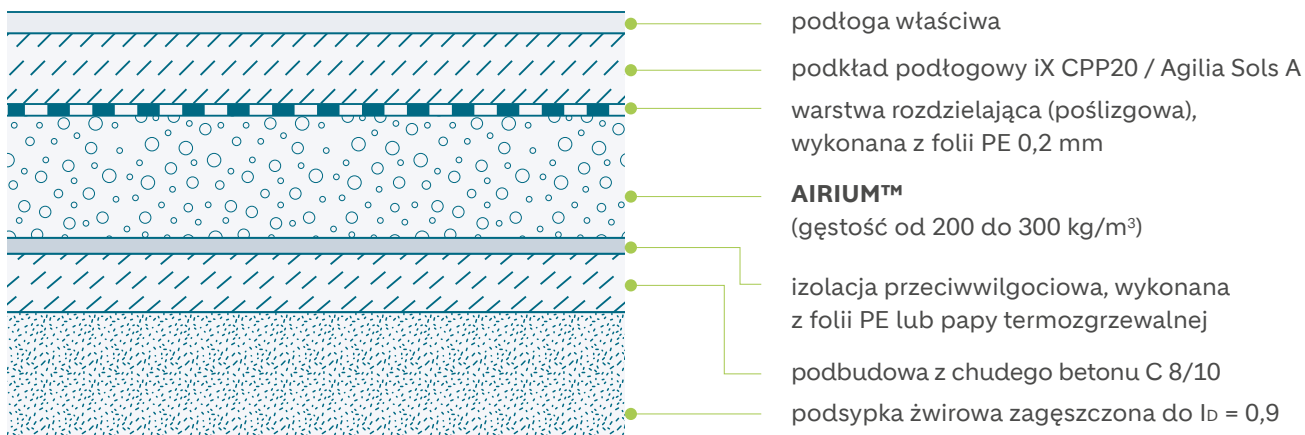 podłoga właściwa
podkład podłogowy iX CPP20 / Agilia Sols A
warstwa rozdzielająca (poślizgowa),
wykonana z folii PE 0,2 mm
AIRIUM™
(gęstość od 200 do 300 kg/m³)
izolacja przeciwwilgociowa, wykonana
z folii PE lub papy termozgrzewalnej
podbudowa z chudego betonu C 8/10
podsypka żwirowa zagęszczona do ID = 0,9